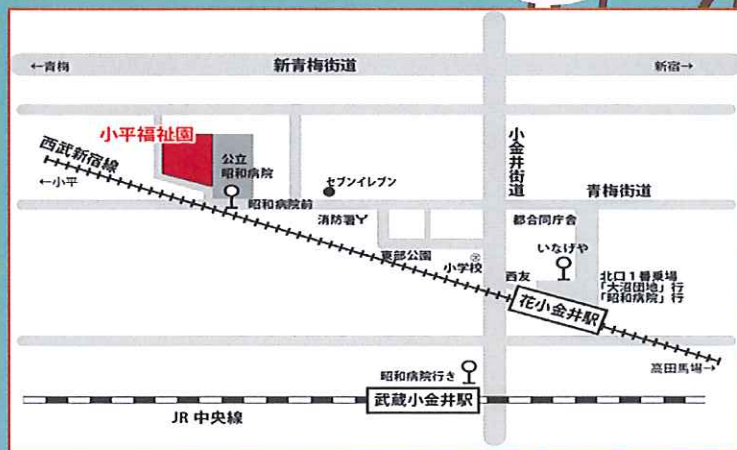 ←青梅
新青梅街道
新宿→
小平福祉園
西武新宿線
←小平
公立
昭和病院
昭和病院前
セブンイレブン
小金井街道
青梅街道
消防署Y
東部公園
小学校
都合同庁舎
いなげや
西友
北口1番乗場
「大沼団地」行
「昭和病院」行
花小金井駅
高田馬場→
昭和病院行き
武蔵小金井駅
JR 中央線